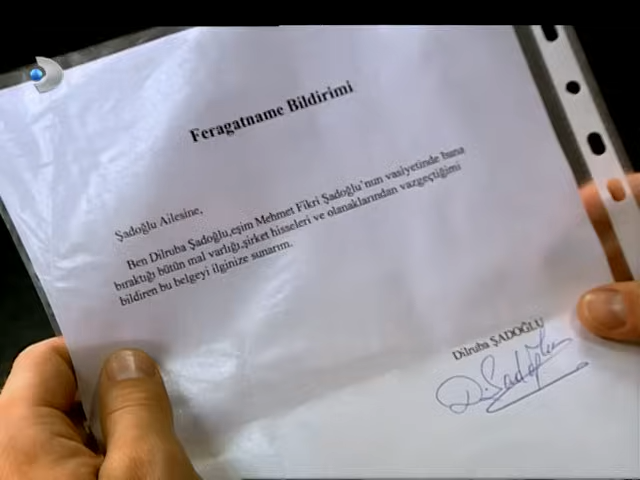 Feragatname Bildirimi
Şadoğlu Ailesine,
Ben Dilruba Şadoğlu,eşim Mehmet Fikri Şadoğlu'nun vasiyetinde bana
bıraktığı bütün mal varlığı,şirket hisseleri ve olanaklarından vazgeçtiğimi
bildiren bu belgeyi ilginize sunarım.
Dilruba ŞADOĞLU
D.Şadoğlu